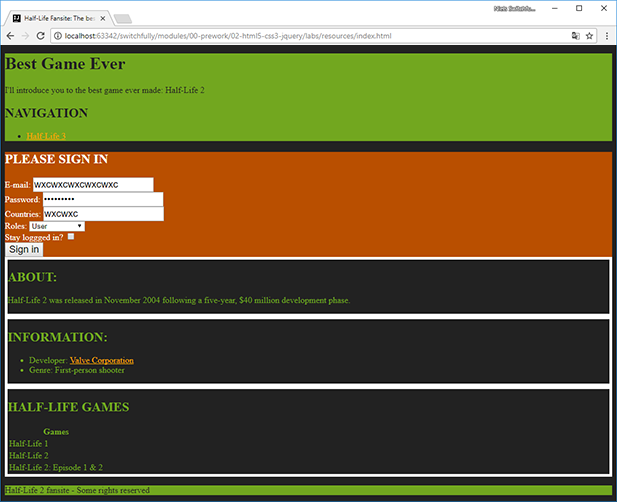 Half-Life Fansite: The be
localhost:63342/switchfully/modules/00-prework/02-html5-css3-jquery/labs/resources/index.html
Best Game Ever
I'll introduce you to the best game ever made: Half-Life 2
NAVIGATION
Half-Life 3
PLEASE SIGN IN
E-mail: wxcwxcwxcwxcwxc
Password: •••••••••
Countries: wxcwxc
Roles: User
Stay loggged in?
Sign in
ABOUT:
Half-Life 2 was released in November 2004 following a five-year, $40 million development phase.
INFORMATION:
Developer: Valve Corporation
Genre: First-person shooter
HALF-LIFE GAMES
Games
Half-Life 1
Half-Life 2
Half-Life 2: Episode 1 & 2
Half-Life 2 fansite - Some rights reserved